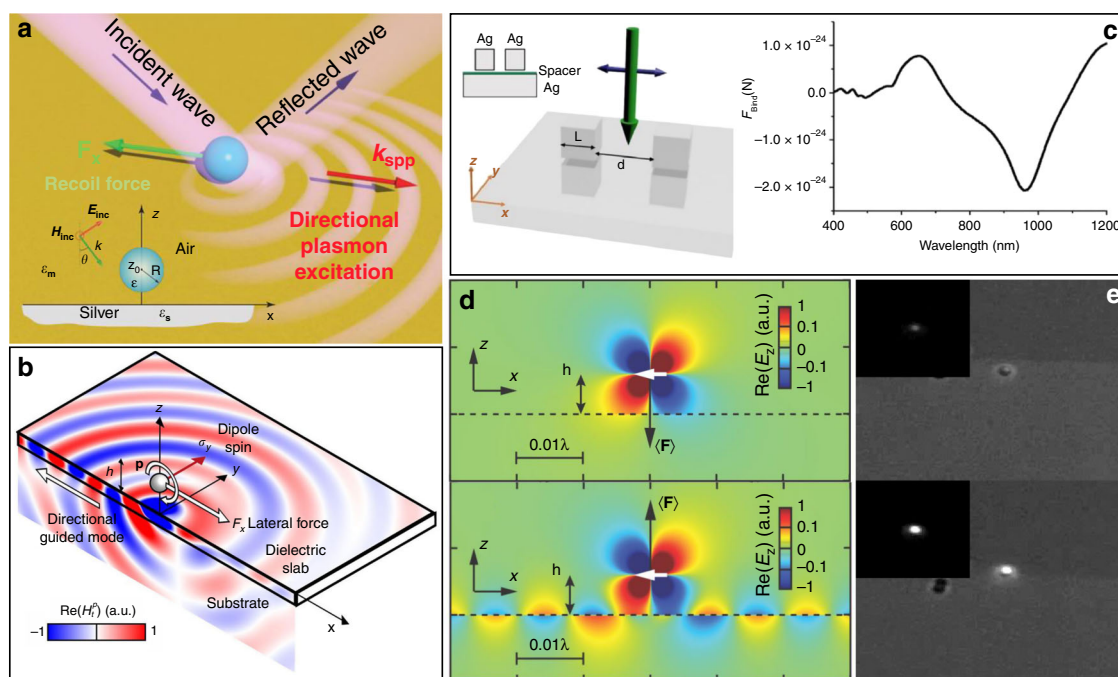 a
Incident wave
Reflected wave
F_s
k_spp
Recoil force
Directional
plasmon
excitation
E_inc
H_inc
k
θ
z
Air
z_0
R
ε
ε_m
Silver
ε_s
x
b
z
Dipole
spin
σ_y
p
y
h
F_x Lateral force
Directional
guided mode
Dielectric
slab
Substrate
x
Re(H_t^p) (a.u.)
−1 1
c
Ag Ag
Spacer
Ag
L
d
z
y
x
F_Bind(N)
1.0 × 10⁻²⁴
0.0
−1.0 × 10⁻²⁴
−2.0 × 10⁻²⁴
400 600 800 1000 1200
Wavelength (nm)
d
z
x
h
0.01λ
⟨F⟩
Re(E_z) (a.u.)
1
0.1
0
−0.1
−1
⟨F⟩
z
x
h
0.01λ
Re(E_z) (a.u.)
1
0.1
0
−0.1
−1
e